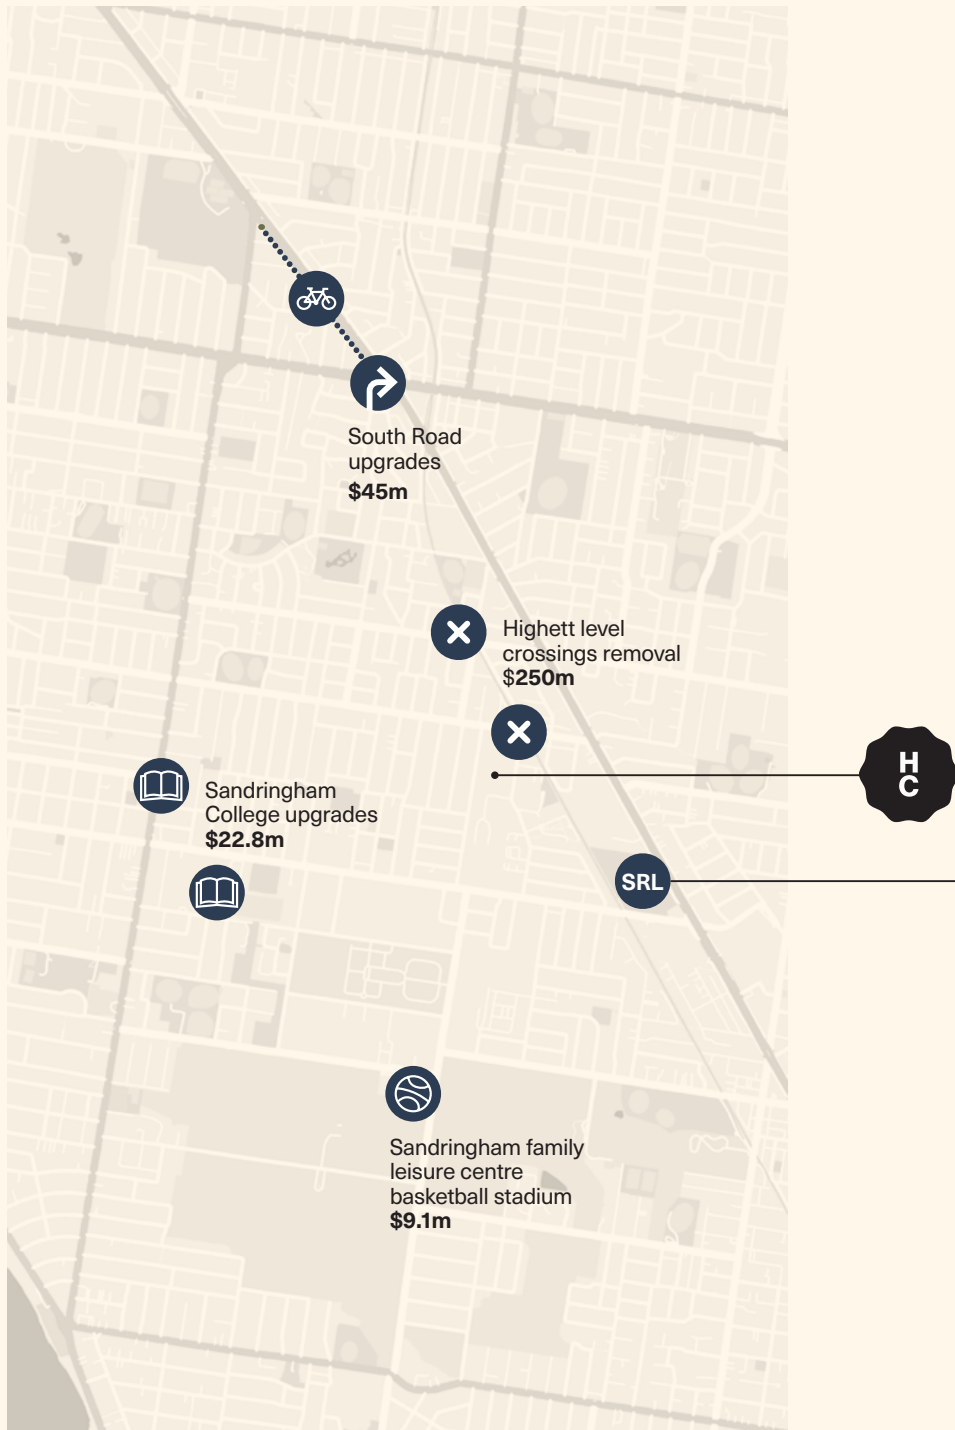 South Road
upgrades
$45m
Highett level
crossings removal
$250m
H
C
Sandringham
College upgrades
$22.8m
SRL
Sandringham family
leisure centre
basketball stadium
$9.1m